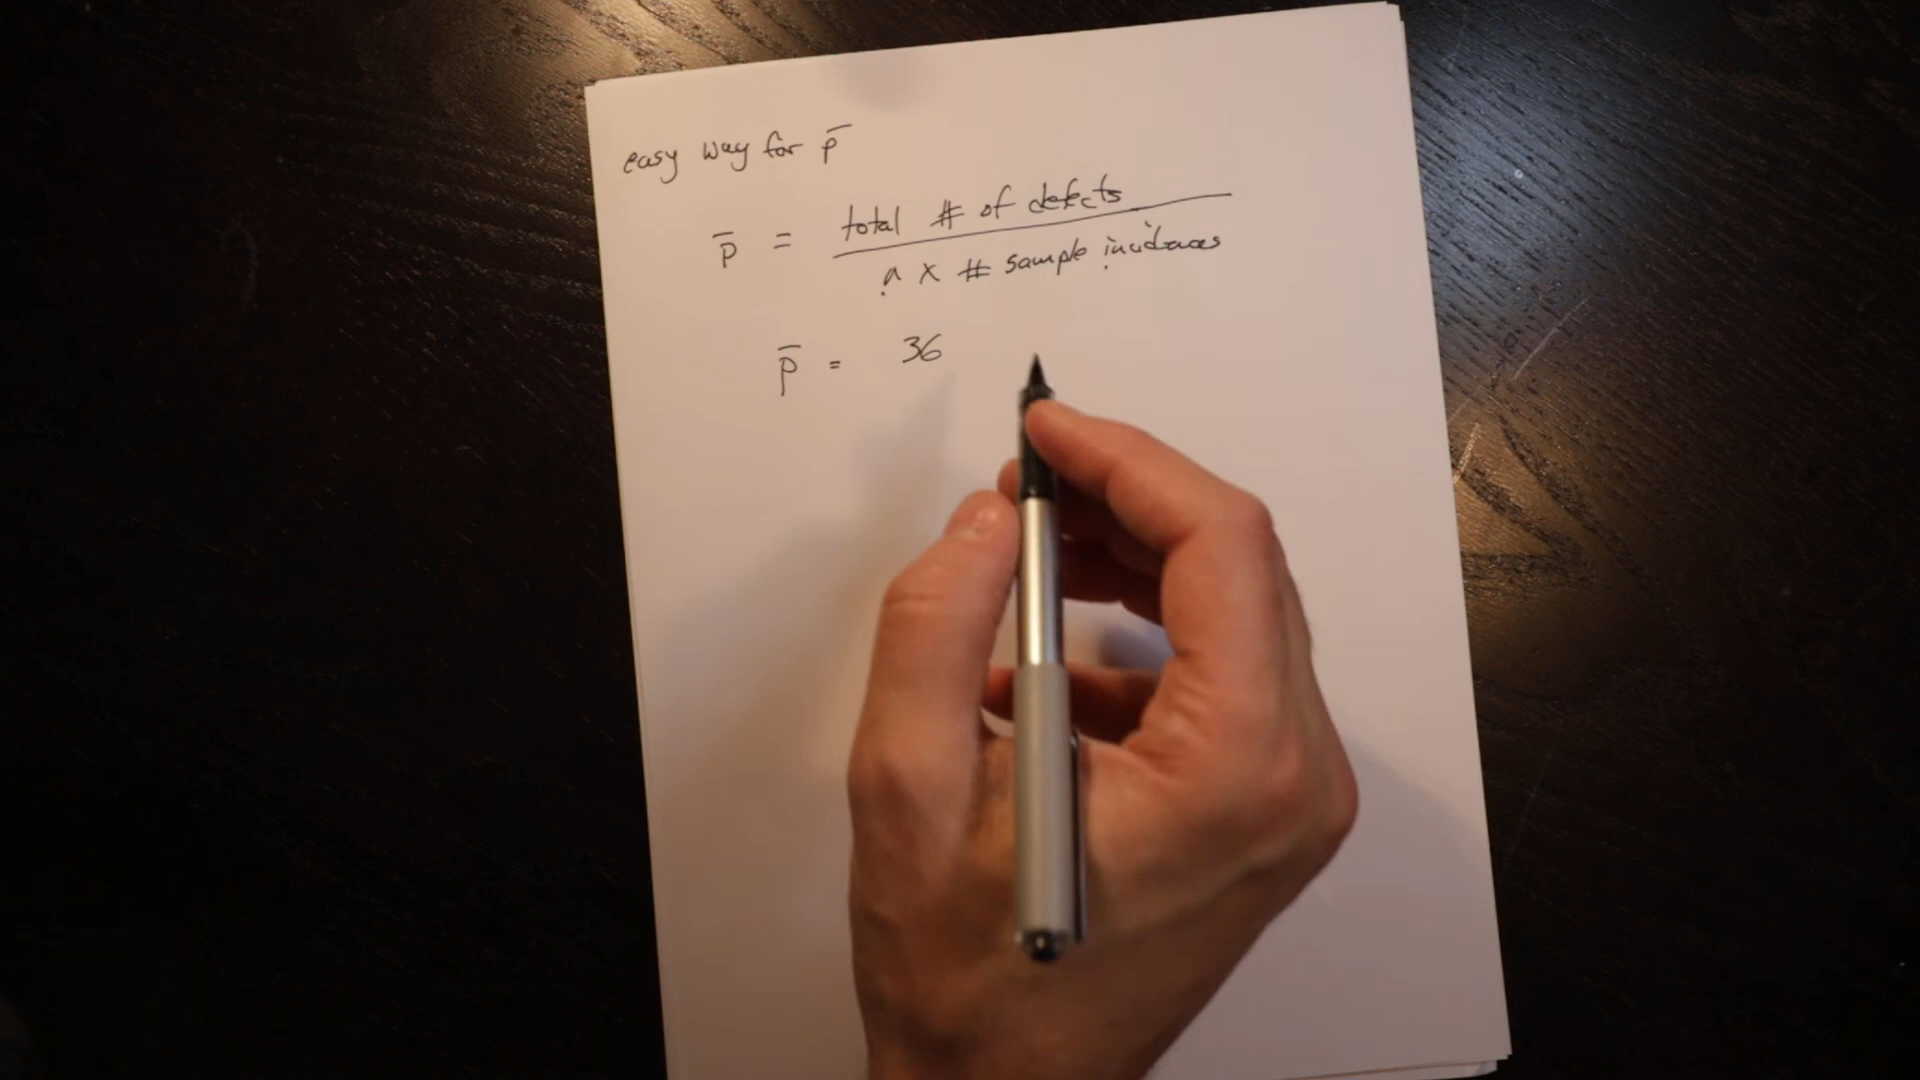 easy way for p̄
p̄ = total # of defects
n x # sample incidences
p̄ = 36